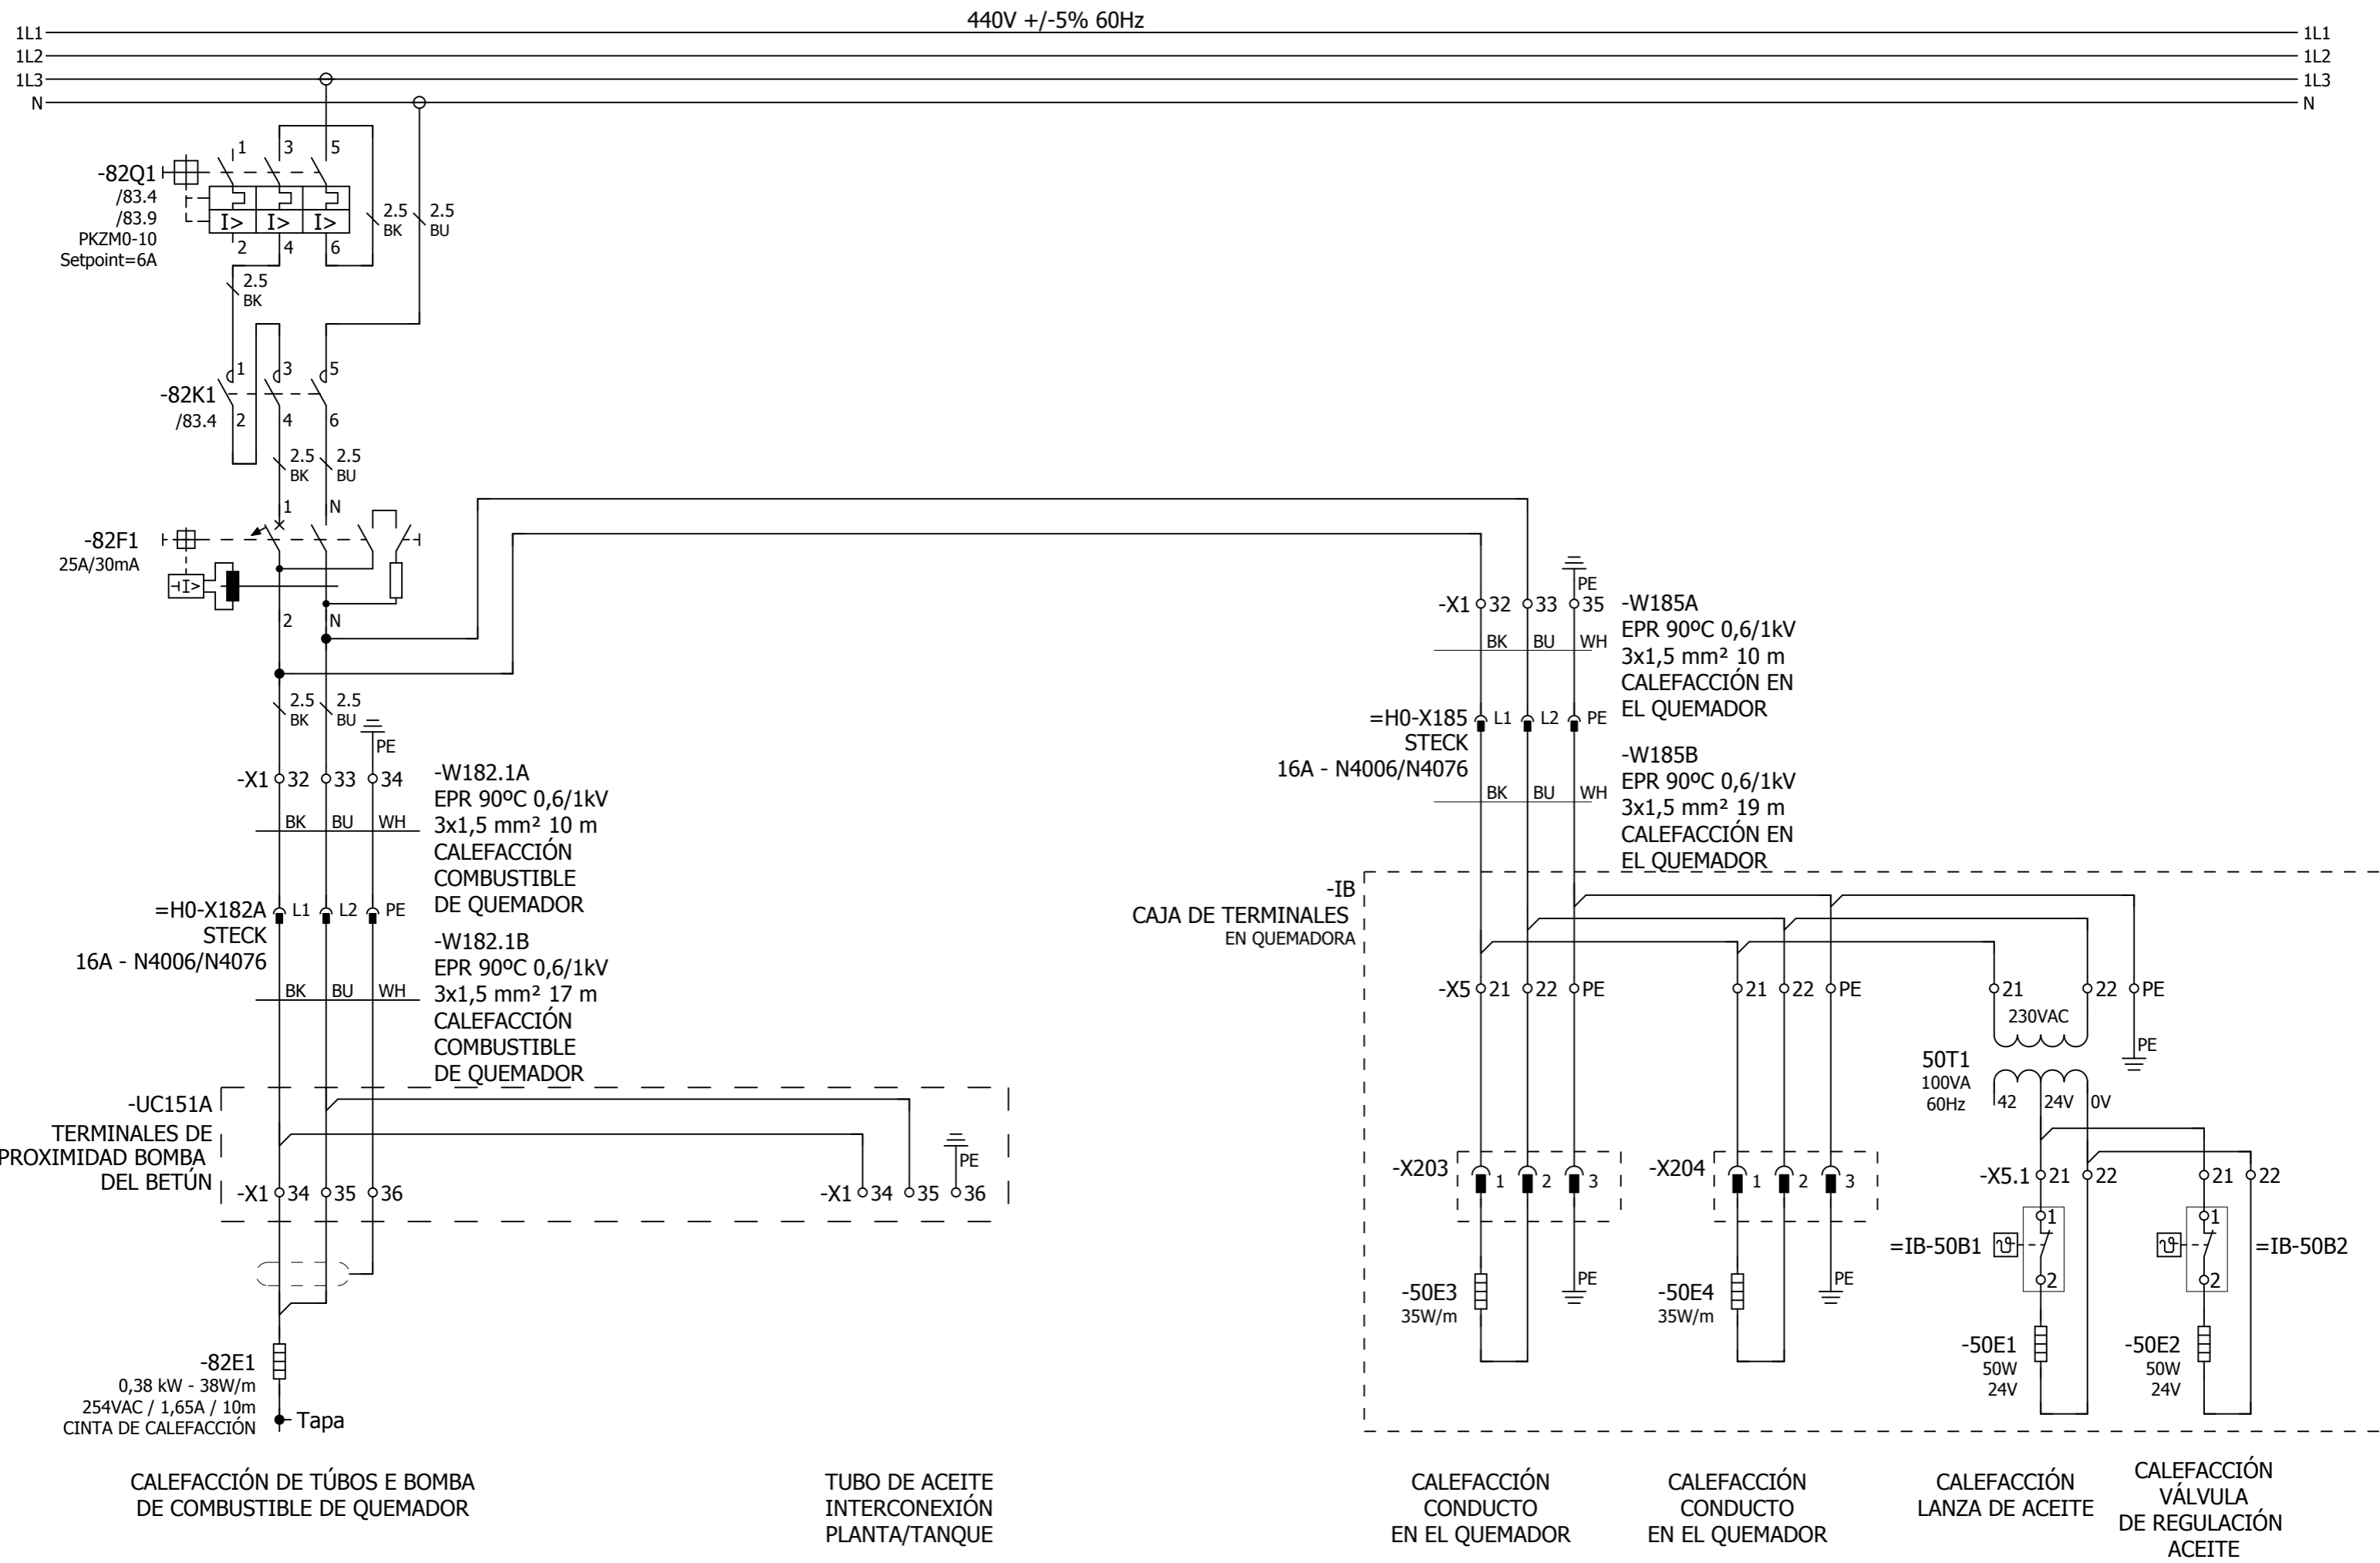 440V +/-5% 60Hz
1L1
1L2
1L3
N
1L1
1L2
1L3
N
-82Q1
/83.4
/83.9
PKZM0-10
Setpoint=6A
1 3 5
I> I> I>
2 4 6
2.5
BK
2.5
BU
2.5
BK
-82K1
/83.4
1 3 5
2 4 6
2.5
BK
2.5
BU
-82F1
25A/30mA
1 N
I>
2 N
2.5
BK
2.5
BU
PE
-X1 32 33 34
BK BU WH
-W182.1A
EPR 90ºC 0,6/1kV
3x1,5 mm² 10 m
CALEFACCIÓN
COMBUSTIBLE
DE QUEMADOR
=H0-X182A L1 L2 PE
STECK
16A - N4006/N4076
BK BU WH
-W182.1B
EPR 90ºC 0,6/1kV
3x1,5 mm² 17 m
CALEFACCIÓN
COMBUSTIBLE
DE QUEMADOR
-UC151A
TERMINALES DE
PROXIMIDAD BOMBA
DEL BETÚN
-X1 34 35 36
PE
-X1 34 35 36
-82E1
0,38 kW - 38W/m
254VAC / 1,65A / 10m
CINTA DE CALEFACCIÓN
Tapa
PE
-X1 32 33 35
BK BU WH
-W185A
EPR 90ºC 0,6/1kV
3x1,5 mm² 10 m
CALEFACCIÓN EN
EL QUEMADOR
=H0-X185 L1 L2 PE
STECK
16A - N4006/N4076
BK BU WH
-W185B
EPR 90ºC 0,6/1kV
3x1,5 mm² 19 m
CALEFACCIÓN EN
EL QUEMADOR
-IB
CAJA DE TERMINALES
EN QUEMADORA
-X5 21 22 PE
21 22 PE
21 22 PE
230VAC
PE
50T1
100VA
60Hz
42 24V 0V
-X203 1 2 3
-X204 1 2 3
-X5.1 21 22
21 22
=IB-50B1 ϑ 1
2
ϑ 1
2
=IB-50B2
-50E3
35W/m
PE
-50E4
35W/m
PE
-50E1
50W
24V
-50E2
50W
24V
CALEFACCIÓN DE TÚBOS E BOMBA
DE COMBUSTIBLE DE QUEMADOR
TUBO DE ACEITE
INTERCONEXIÓN
PLANTA/TANQUE
CALEFACCIÓN
CONDUCTO
EN EL QUEMADOR
CALEFACCIÓN
CONDUCTO
EN EL QUEMADOR
CALEFACCIÓN
LANZA DE ACEITE
CALEFACCIÓN
VÁLVULA
DE REGULACIÓN
ACEITE